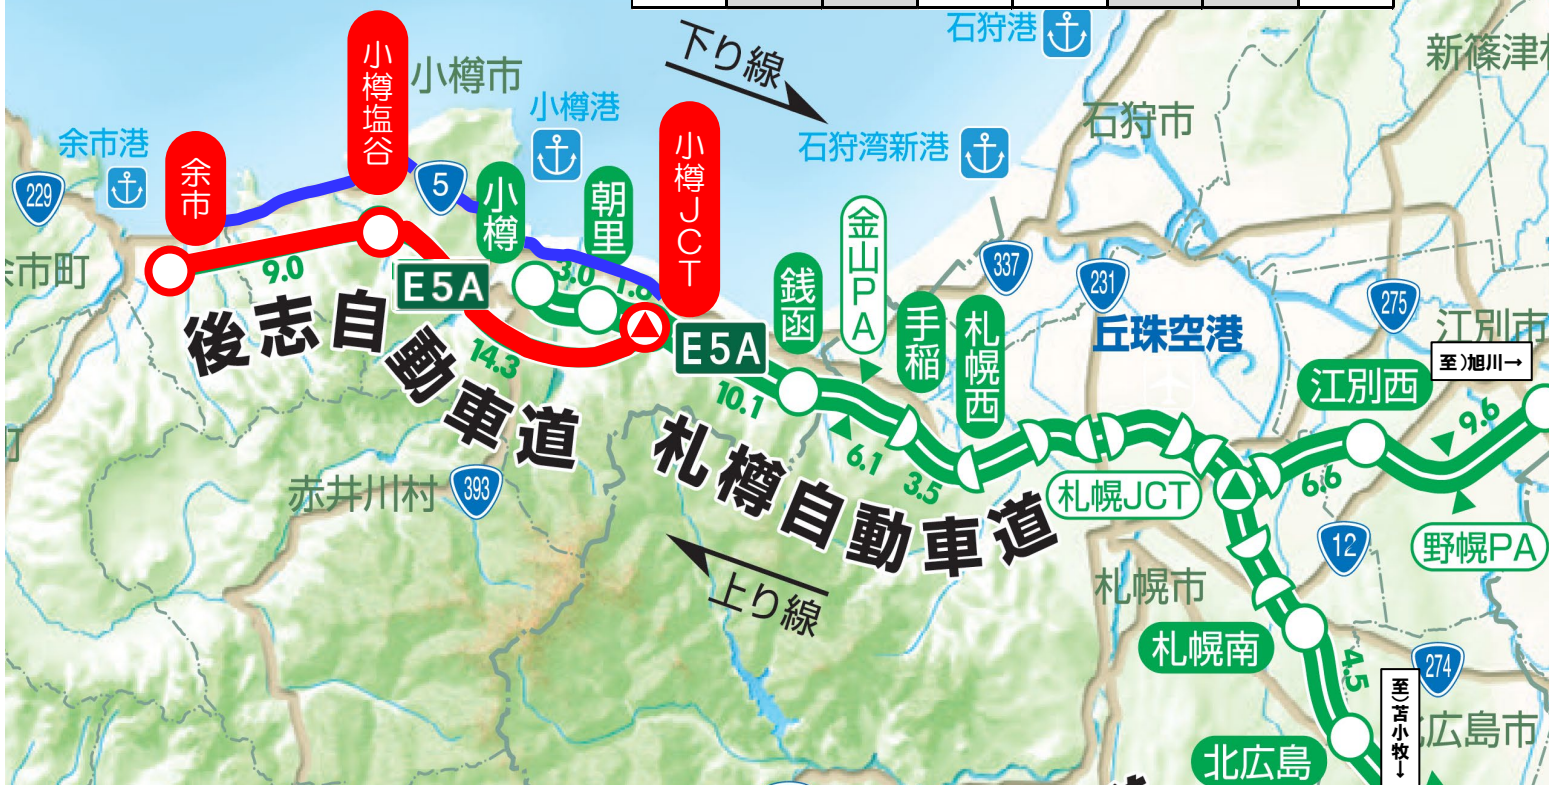 石狩港
新篠津村
小樽塩谷
小樽市
下り線
小樽港
石狩市
余市港
余市
小樽JCT
石狩湾新港
229
5
小樽
朝里
金山PA
337
231
275
余市町
9.0
E5A
3.0
1.6
銭函
手稲
札幌西
丘珠空港
江別市
至)旭川→
後志自動車道
14.3
E5A
10.1
江別西
9.6
札樽自動車道
6.1
3.5
札幌JCT
6.6
赤井川村
393
12
野幌PA
上り線
札幌市
札幌南
4.5
274
至)苫小牧→
北広島市
北広島